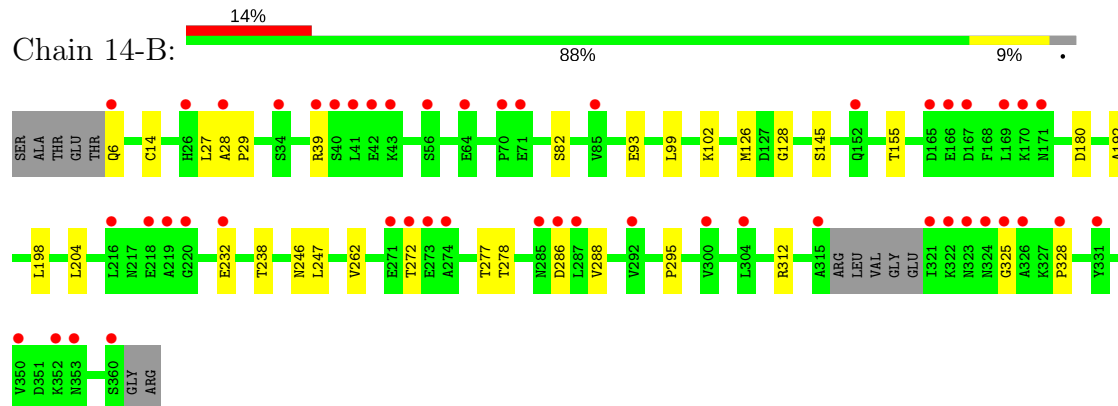 14%
Chain 14-B:
88% 9% •
SER ALA THR GLU THR Q6 C14 H26 L27 A28 P29 S34 R39 S40 L41 E42 K43 S56 E64 P70 E71 S82 V85 E93 L99 K102 M126 D127 G128 S145 Q152 T155 D165 E166 D167 F168 L169 K170 N171 D180
L198 L204 L216 N217 E218 A219 G220 E232 T238 N246 L247 V262 E271 T272 E273 A274 T277 T278 N285 D286 L287 V288 V292 P295 V300 L304 R312 A315 ARG LEU VAL GLY GLU I321 K322 N323 N324 G325 A326 K327 P328 Y331
V350 D351 K352 N353 S360 GLY ARG